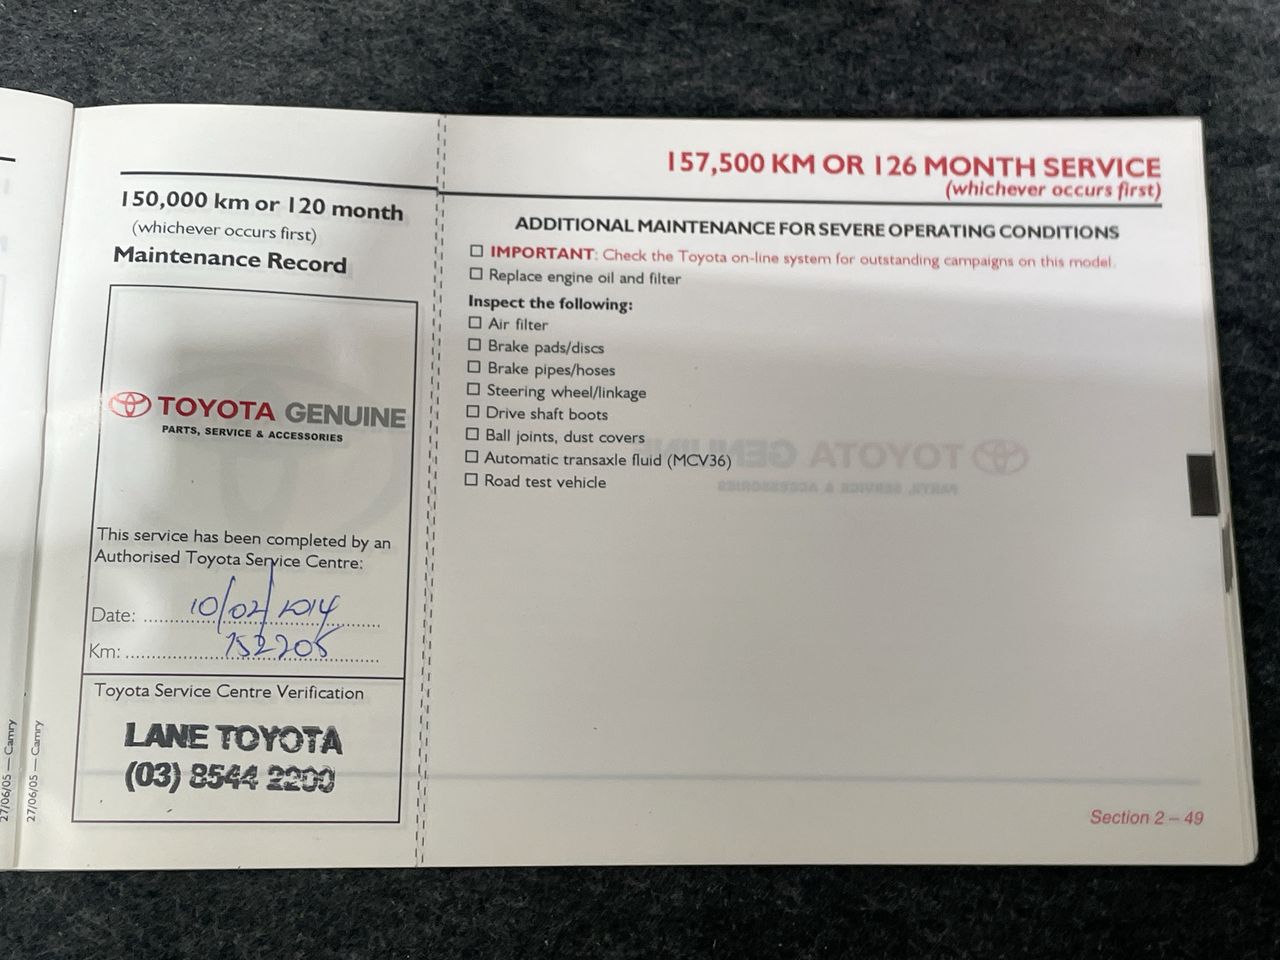 150,000 km or 120 month
(whichever occurs first)
Maintenance Record
TOYOTA GENUINE
PARTS, SERVICE & ACCESSORIES
This service has been completed by an
Authorised Toyota Service Centre:
Date: 10/02/2014
Km: 152205
Toyota Service Centre Verification
LANE TOYOTA
(03) 8544 2200
27/06/05 — Camry
27/06/05 — Camry
157,500 KM OR 126 MONTH SERVICE
(whichever occurs first)
ADDITIONAL MAINTENANCE FOR SEVERE OPERATING CONDITIONS
IMPORTANT: Check the Toyota on-line system for outstanding campaigns on this model.
Replace engine oil and filter
Inspect the following:
Air filter
Brake pads/discs
Brake pipes/hoses
Steering wheel/linkage
Drive shaft boots
Ball joints, dust covers
Automatic transaxle fluid (MCV36)
Road test vehicle
Section 2 – 49